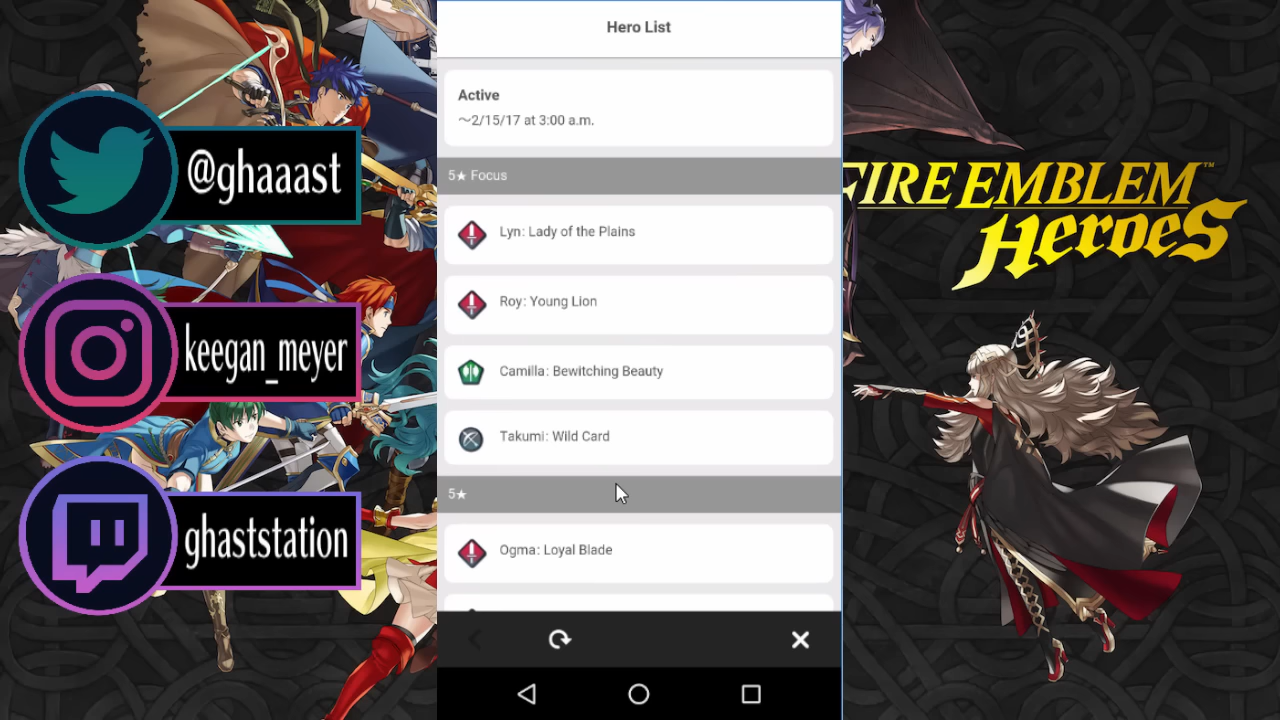 @ghaaast
keegan_meyer
ghaststation
Hero List
Active
~2/15/17 at 3:00 a.m.
5★ Focus
Lyn: Lady of the Plains
Roy: Young Lion
Camilla: Bewitching Beauty
Takumi: Wild Card
5★
Ogma: Loyal Blade
FIRE EMBLEM™
Heroes